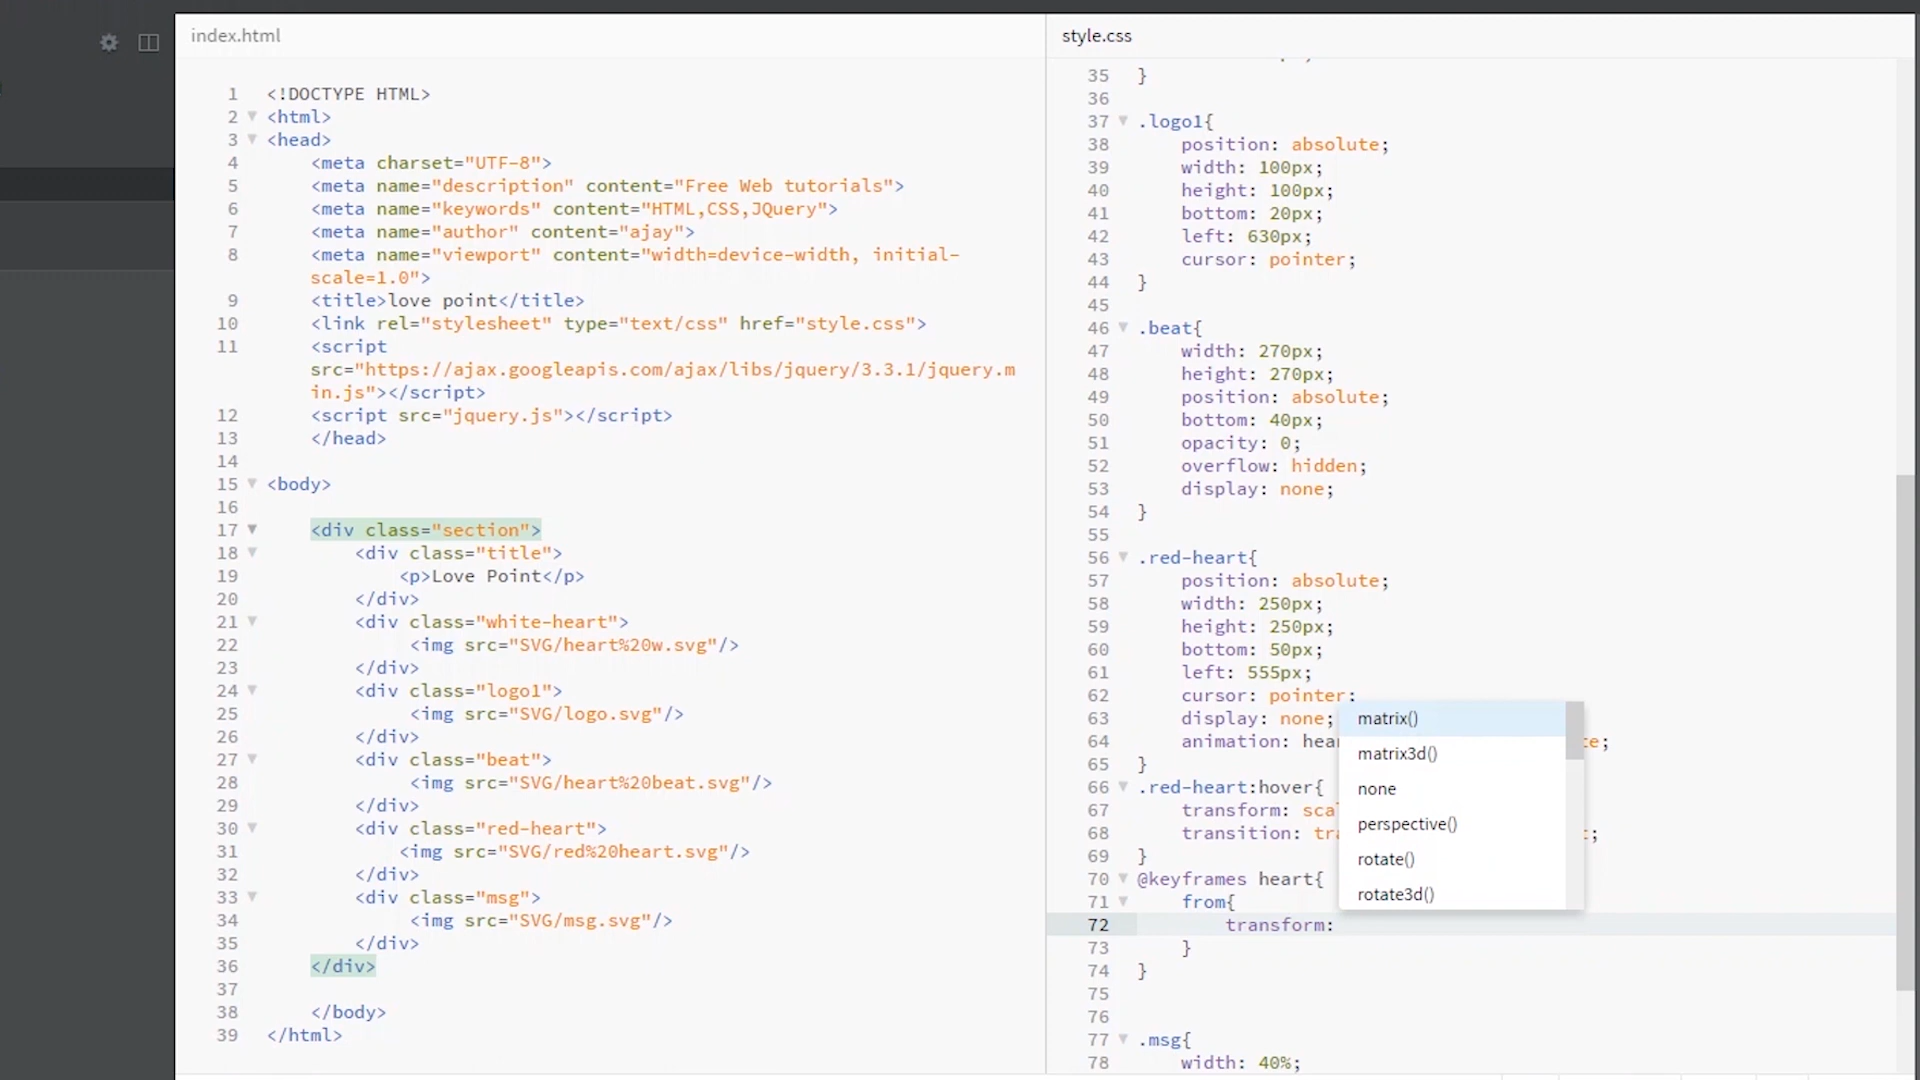 index.html
1 <!DOCTYPE HTML>
2 <html>
3 <head>
4 <meta charset="UTF-8">
5 <meta name="description" content="Free Web tutorials">
6 <meta name="keywords" content="HTML,CSS,JQuery">
7 <meta name="author" content="ajay">
8 <meta name="viewport" content="width=device-width, initial-
scale=1.0">
9 <title>love point</title>
10 <link rel="stylesheet" type="text/css" href="style.css">
11 <script
src="https://ajax.googleapis.com/ajax/libs/jquery/3.3.1/jquery.m
in.js"></script>
12 <script src="jquery.js"></script>
13 </head>
14
15 <body>
16
17 <div class="section">
18 <div class="title">
19 <p>Love Point</p>
20 </div>
21 <div class="white-heart">
22 <img src="SVG/heart%20w.svg"/>
23 </div>
24 <div class="logo1">
25 <img src="SVG/logo.svg"/>
26 </div>
27 <div class="beat">
28 <img src="SVG/heart%20beat.svg"/>
29 </div>
30 <div class="red-heart">
31 <img src="SVG/red%20heart.svg"/>
32 </div>
33 <div class="msg">
34 <img src="SVG/msg.svg"/>
35 </div>
36 </div>
37
38 </body>
39 </html>
style.css
35 }
36
37 .logo1{
38 position: absolute;
39 width: 100px;
40 height: 100px;
41 bottom: 20px;
42 left: 630px;
43 cursor: pointer;
44 }
45
46 .beat{
47 width: 270px;
48 height: 270px;
49 position: absolute;
50 bottom: 40px;
51 opacity: 0;
52 overflow: hidden;
53 display: none;
54 }
55
56 .red-heart{
57 position: absolute;
58 width: 250px;
59 height: 250px;
60 bottom: 50px;
61 left: 555px;
62 cursor: pointer;
63 display: none;
64 animation: hear te;
65 }
66 .red-heart:hover{
67 transform: scal
68 transition: tra ;
69 }
70 @keyframes heart{
71 from{
72 transform:
73 }
74 }
75
76
77 .msg{
78 width: 40%;
matrix()
matrix3d()
none
perspective()
rotate()
rotate3d()